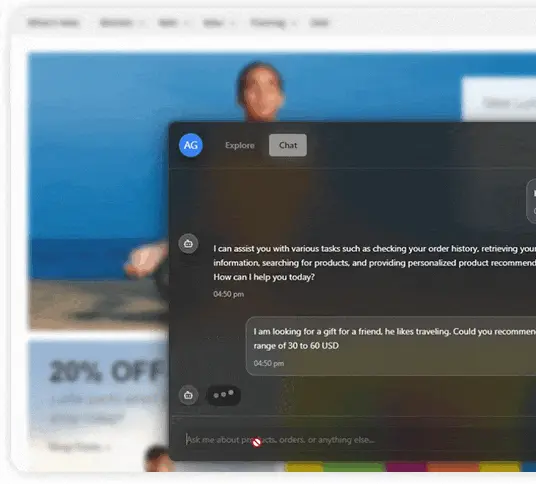 What's New
AG
Explore
Chat
I can assist you with various tasks such as checking your order history, retrieving your
information, searching for products, and providing personalized product recommend
How can I help you today?
04:50 pm
I am looking for a gift for a friend, he likes traveling. Could you recommen
range of 30 to 60 USD
04:50 pm
20% OFF
Ask me about products, orders, or anything else...